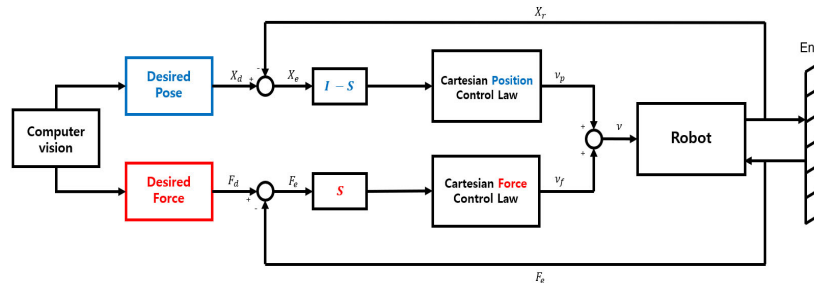 X_r
En
Desired
Pose
X_d
+
-
X_e
I - S
Cartesian Position
Control Law
v_p
Computer
vision
+
+
v
Robot
Desired
Force
F_d
+
-
F_e
S
Cartesian Force
Control Law
v_f
F_e